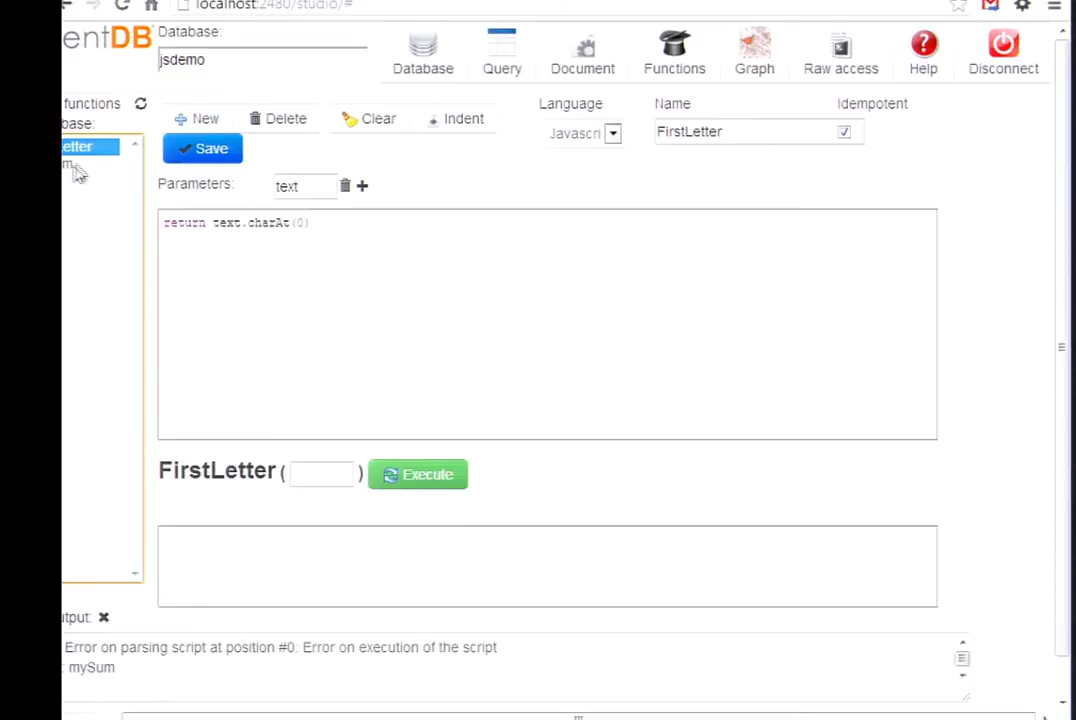 localhost:2480/studio/#
entDB
Database:
jsdemo
Database
Query
Document
Functions
Graph
Raw access
Help
Disconnect
functions
base:
etter
m
New
Delete
Clear
Indent
Language
Name
Idempotent
Javascri
FirstLetter
Save
Parameters:
text
return text.charAt(0)
FirstLetter ( ) Execute
utput:
Error on parsing script at position #0: Error on execution of the script
: mySum